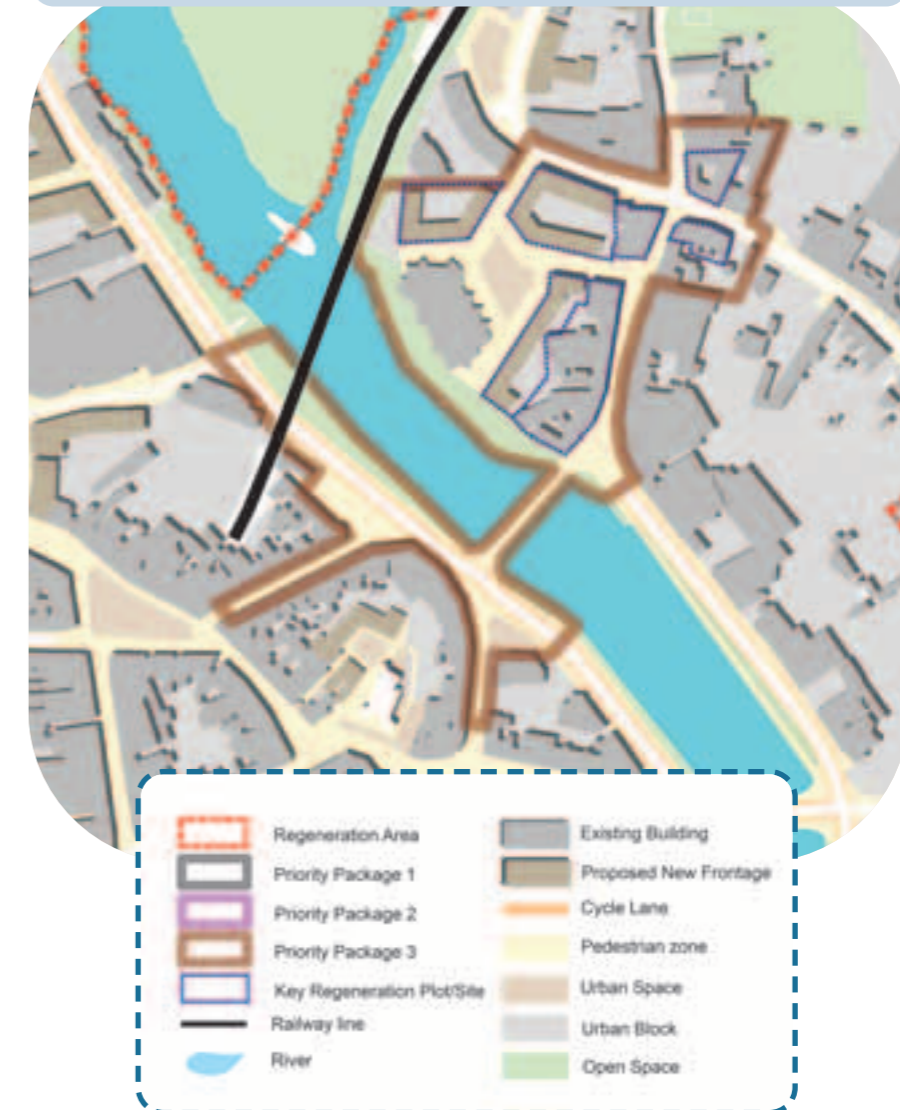 Regeneration Area
Priority Package 1
Priority Package 2
Priority Package 3
Key Regeneration Plot/Site
Railway line
River
Existing Building
Proposed New Frontage
Cycle Lane
Pedestrian zone
Urban Space
Urban Block
Open Space